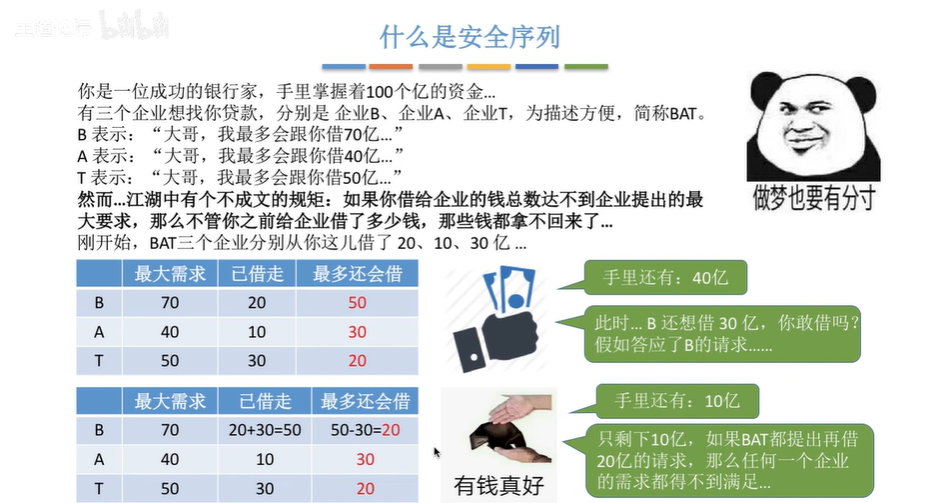 什么是安全序列
你是一位成功的银行家，手里掌握着100个亿的资金...
有三个企业想找你贷款，分别是 企业B、企业A、企业T，为描述方便，简称BAT。
B 表示：“大哥，我最多会跟你借70亿...”
A 表示：“大哥，我最多会跟你借40亿...”
T 表示：“大哥，我最多会跟你借50亿...”
然而...江湖中有个不成文的规矩：如果你借给企业的钱总数达不到企业提出的最
大要求，那么不管你之前给企业借了多少钱，那些钱都拿不回来了...
刚开始，BAT三个企业分别从你这儿借了 20、10、30 亿 ...
做梦也要有分寸
最大需求 已借走 最多还会借
B 70 20 50
A 40 10 30
T 50 30 20
手里还有：40亿
此时... B 还想借 30 亿，你敢借吗？
假如答应了B的请求......
最大需求 已借走 最多还会借
B 70 20+30=50 50-30=20
A 40 10 30
T 50 30 20
有钱真好
手里还有：10亿
只剩下10亿，如果BAT都提出再借
20亿的请求，那么任何一个企业
的需求都得不到满足...